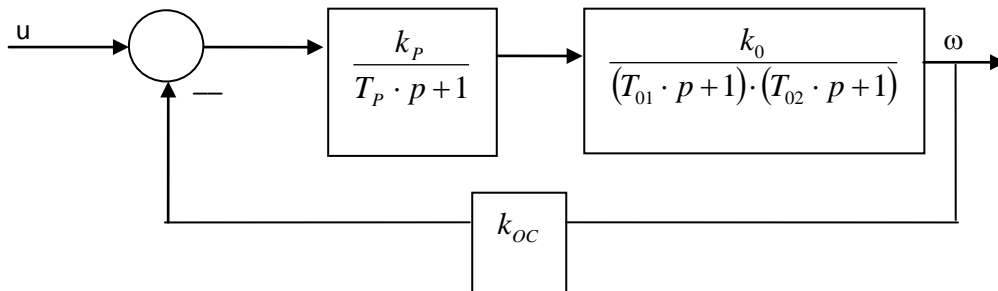 u
k_P
T_P · p + 1
k_0
(T_01 · p + 1) · (T_02 · p + 1)
ω
—
k_OC